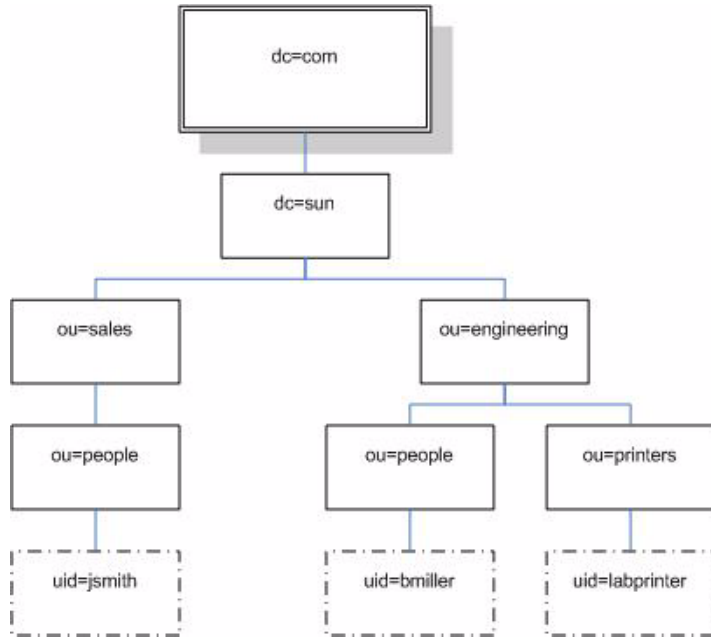 dc=com
dc=sun
ou=sales
ou=engineering
ou=people
ou=people
ou=printers
uid=jsmith
uid=bmiller
uid=labprinter